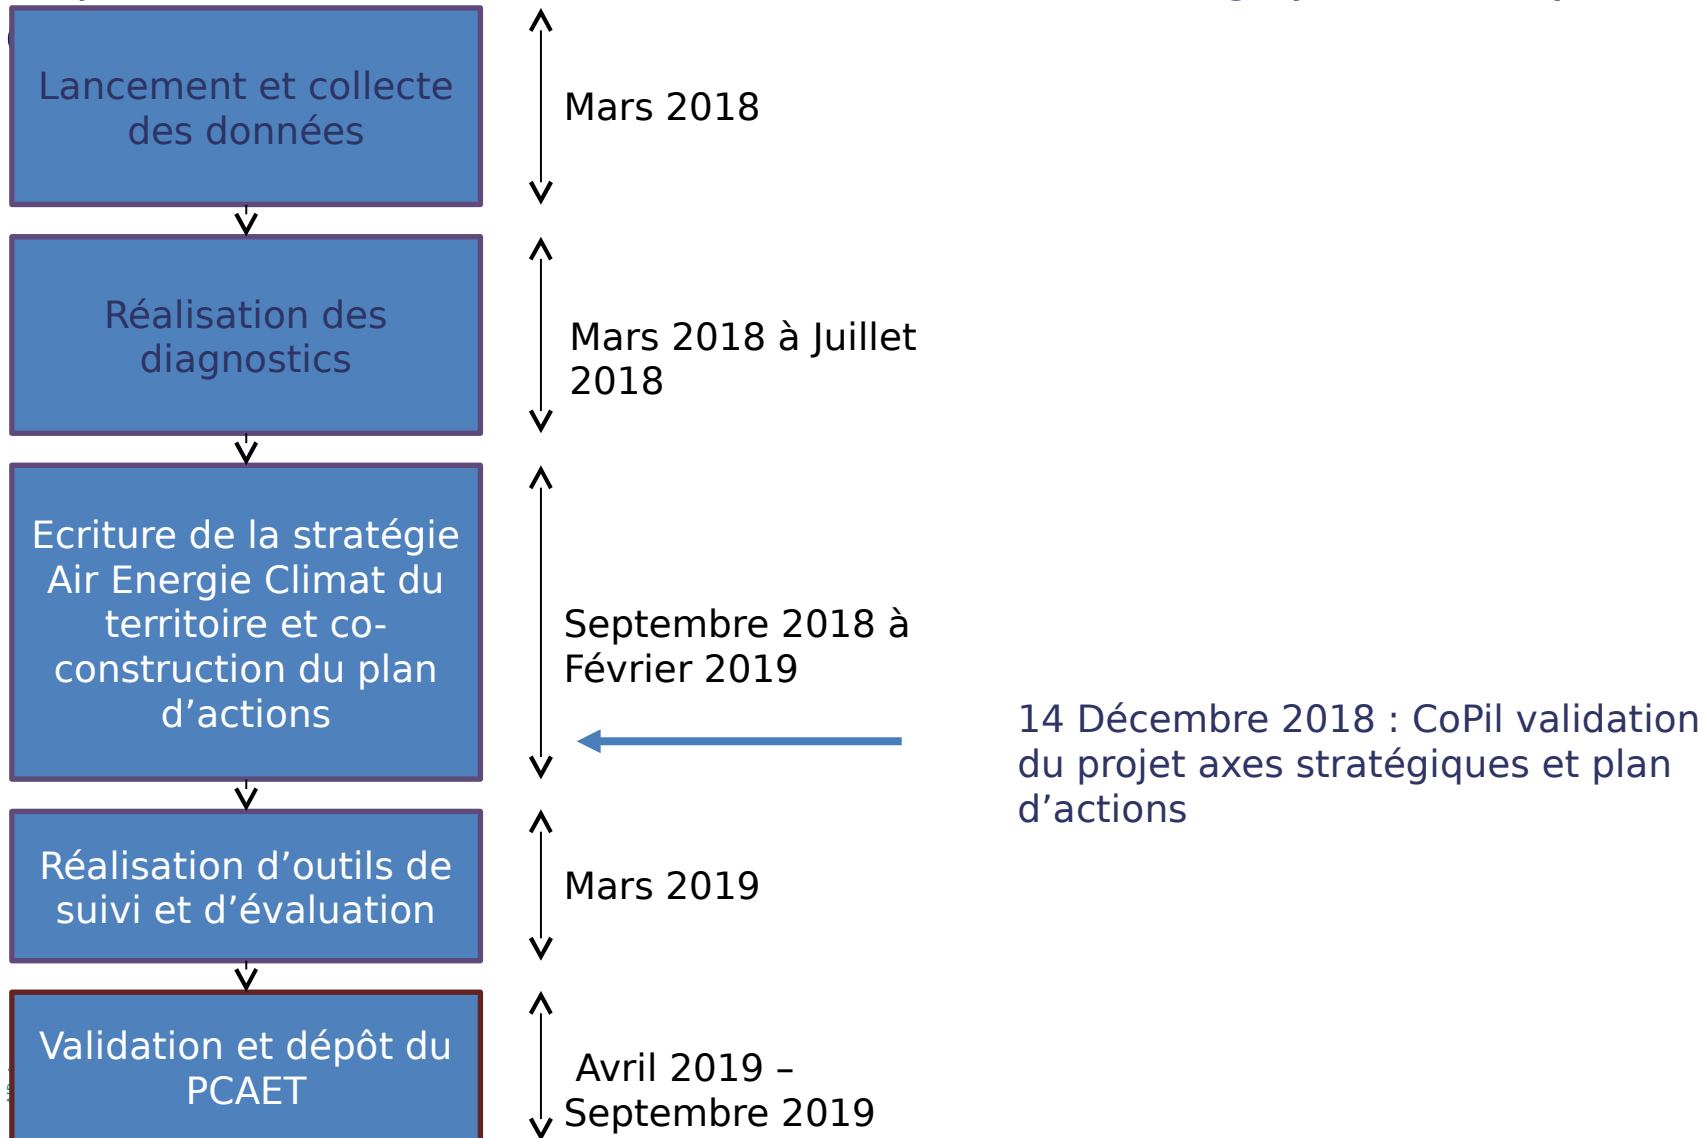 Lancement et collecte
des données
Mars 2018
Réalisation des
diagnostics
Mars 2018 à Juillet
2018
Ecriture de la stratégie
Air Energie Climat du
territoire et co-
construction du plan
d’actions
Septembre 2018 à
Février 2019
14 Décembre 2018 : CoPil validation
du projet axes stratégiques et plan
d’actions
Réalisation d’outils de
suivi et d’évaluation
Mars 2019
Validation et dépôt du
PCAET
Avril 2019 –
Septembre 2019